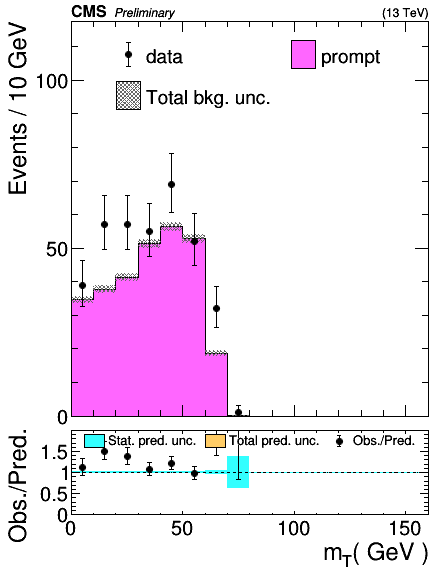 CMS Preliminary (13 TeV)
data
prompt
Total bkg. unc.
Events / 10 GeV
100
50
0
Stat. pred. unc.
Total pred. unc.
Obs./Pred.
Obs./Pred.
1.5
1
0.5
0
0
50
100
150
m_T( GeV )